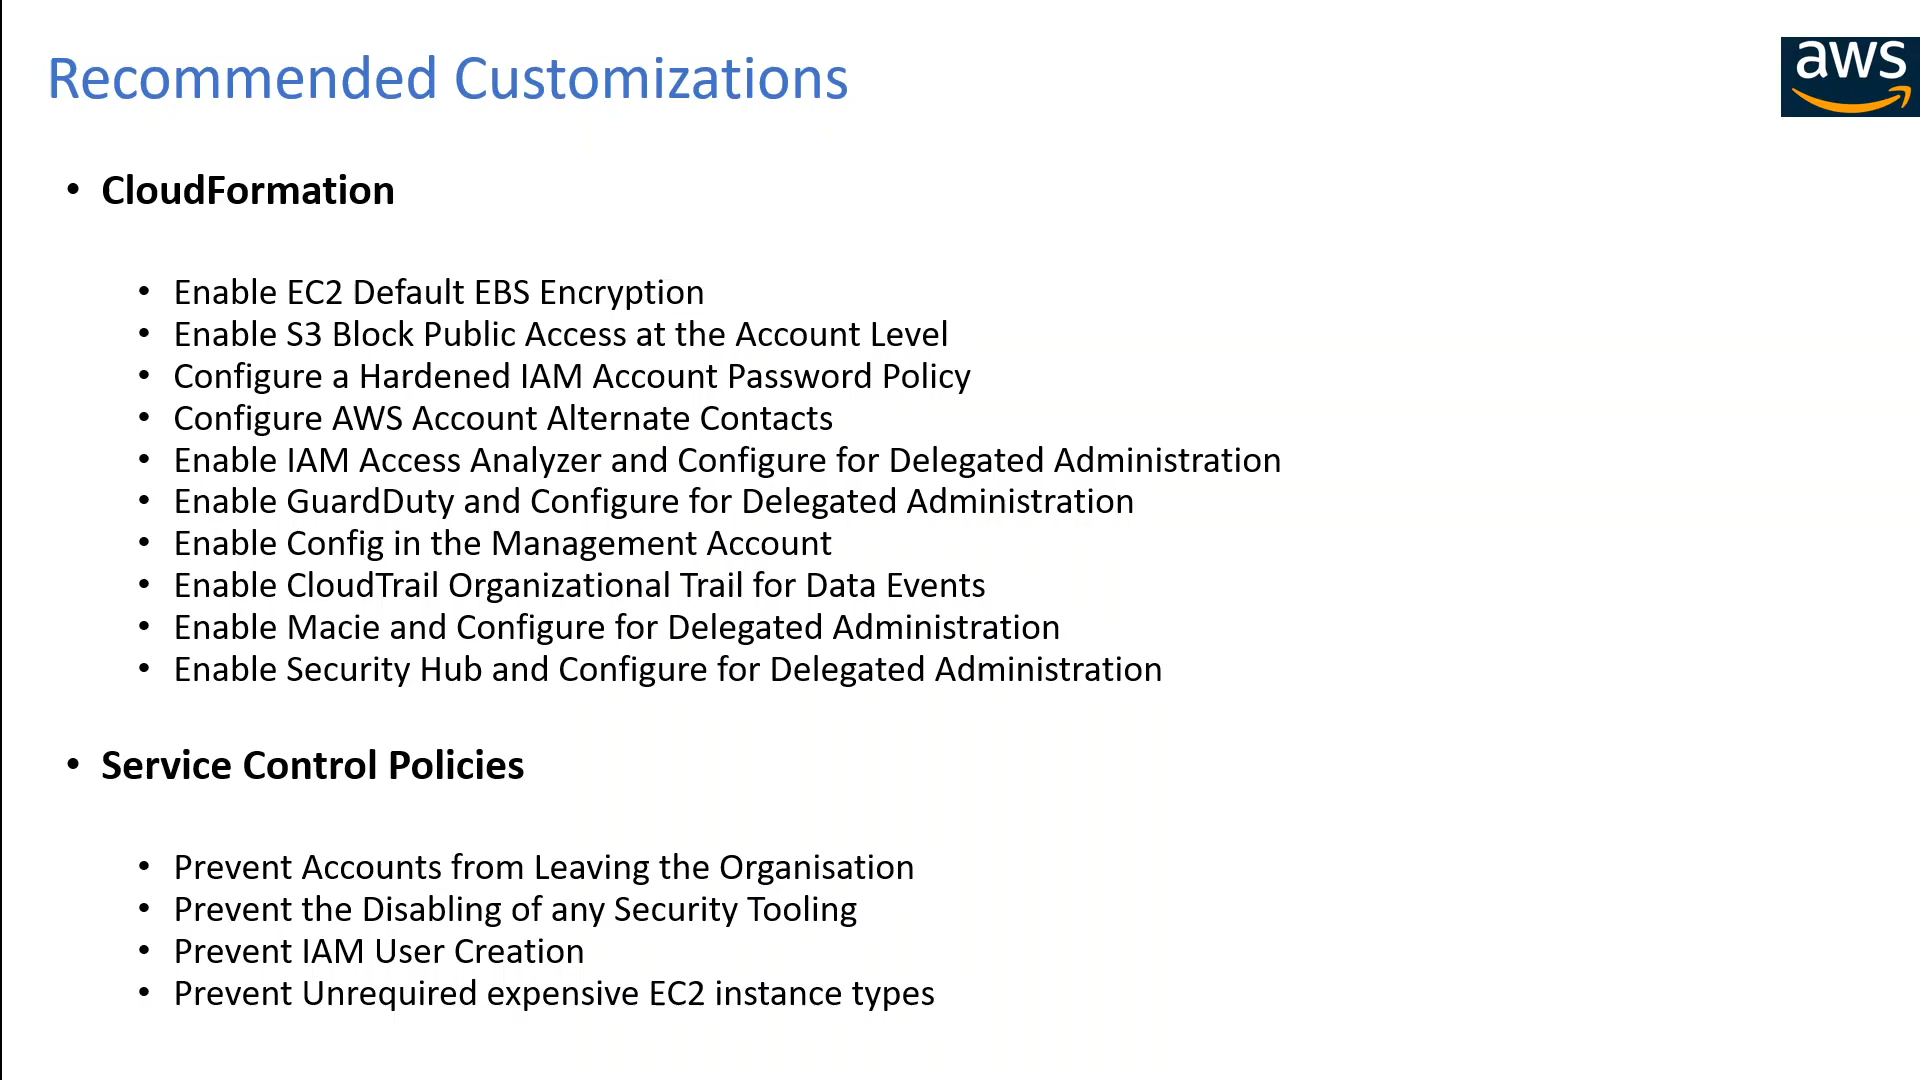 Recommended Customizations
aws
• CloudFormation
• Enable EC2 Default EBS Encryption
• Enable S3 Block Public Access at the Account Level
• Configure a Hardened IAM Account Password Policy
• Configure AWS Account Alternate Contacts
• Enable IAM Access Analyzer and Configure for Delegated Administration
• Enable GuardDuty and Configure for Delegated Administration
• Enable Config in the Management Account
• Enable CloudTrail Organizational Trail for Data Events
• Enable Macie and Configure for Delegated Administration
• Enable Security Hub and Configure for Delegated Administration
• Service Control Policies
• Prevent Accounts from Leaving the Organisation
• Prevent the Disabling of any Security Tooling
• Prevent IAM User Creation
• Prevent Unrequired expensive EC2 instance types